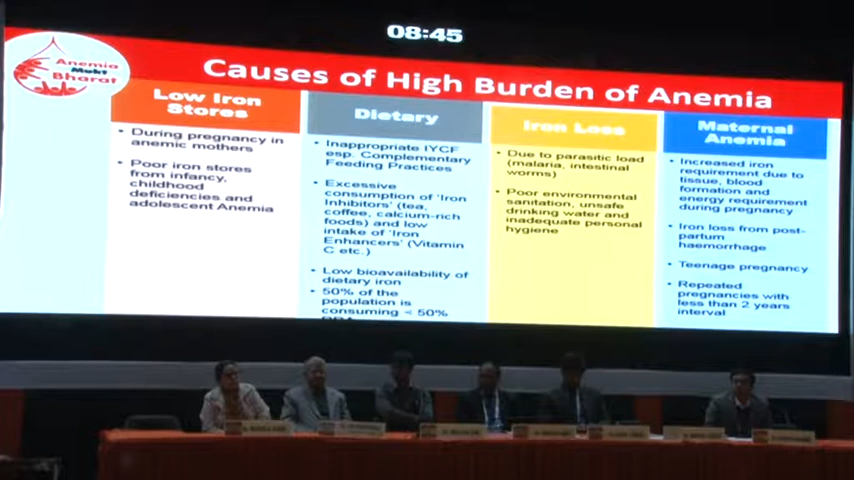 08:45
Anemia
Mukt
Bharat
Causes of High Burden of Anemia
Low Iron
Stores
• During pregnancy in
anemic mothers
• Poor iron stores
from infancy,
childhood
deficiencies and
adolescent Anemia
Dietary
• Inappropriate IYCF
esp. Complementary
Feeding Practices
• Excessive
consumption of 'Iron
Inhibitors' (tea,
coffee, calcium-rich
foods) and low
intake of 'Iron
Enhancers' (Vitamin
C etc.)
• Low bioavailability of
dietary iron
• 50% of the
population is
consuming < 50%
Iron Loss
• Due to parasitic load
(malaria, intestinal
worms)
• Poor environmental
sanitation, unsafe
drinking water and
inadequate personal
hygiene
Maternal
Anemia
• Increased iron
requirement due to
tissue, blood
formation and
energy requirement
during pregnancy
• Iron loss from post-
partum
haemorrhage
• Teenage pregnancy
• Repeated
pregnancies with
less than 2 years
interval